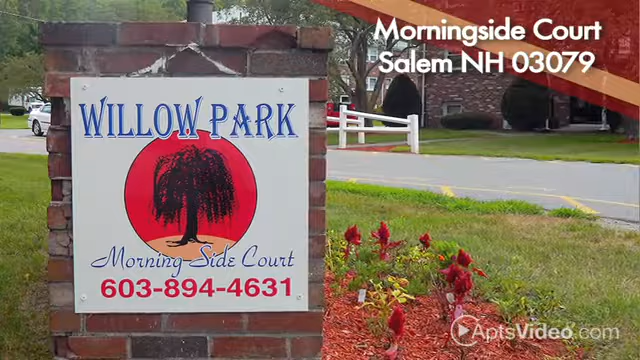 Morningside Court
Salem NH 03079
WILLOW PARK
Morning Side Court
603-894-4631
AptsVideo.com